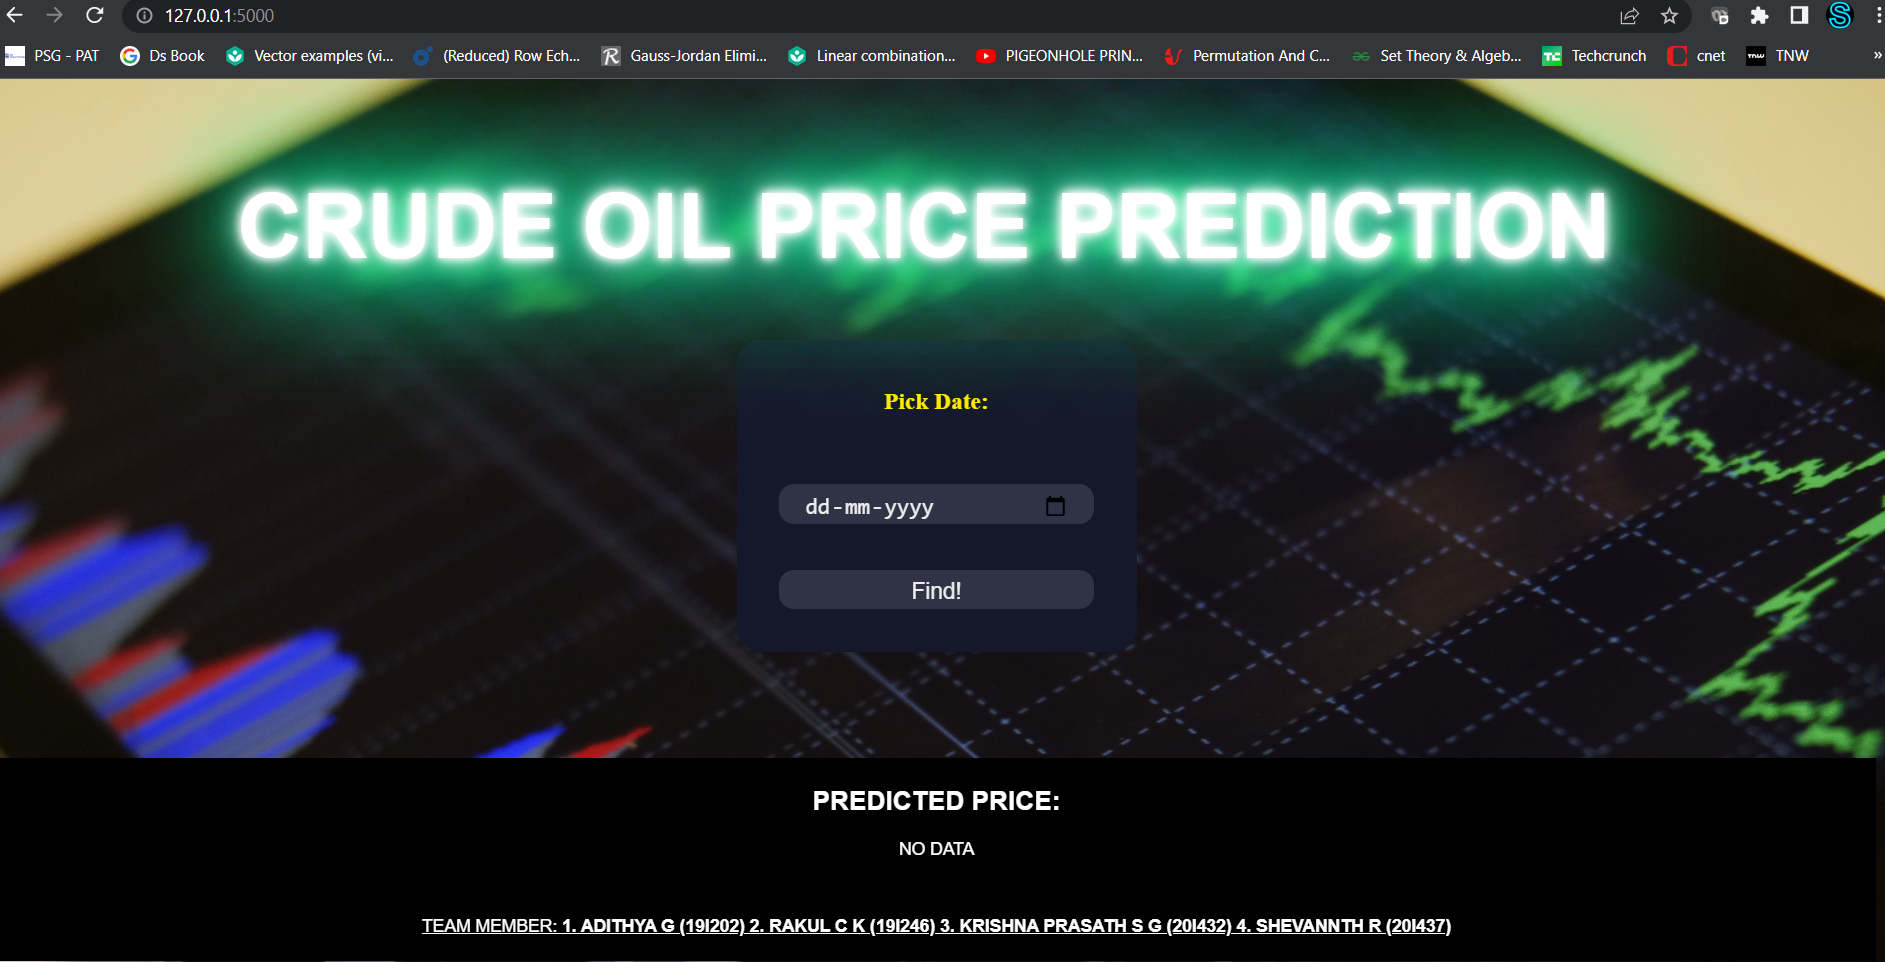 127.0.0.1:5000
PSG - PAT Ds Book Vector examples (vi... (Reduced) Row Ech... Gauss-Jordan Elimi... Linear combination... PIGEONHOLE PRIN... Permutation And C... Set Theory & Algeb... Techcrunch cnet TNW »
CRUDE OIL PRICE PREDICTION
Pick Date:
dd-mm-yyyy
Find!
PREDICTED PRICE:
NO DATA
TEAM MEMBER: 1. ADITHYA G (19I202) 2. RAKUL C K (19I246) 3. KRISHNA PRASATH S G (20I432) 4. SHEVANNTH R (20I437)